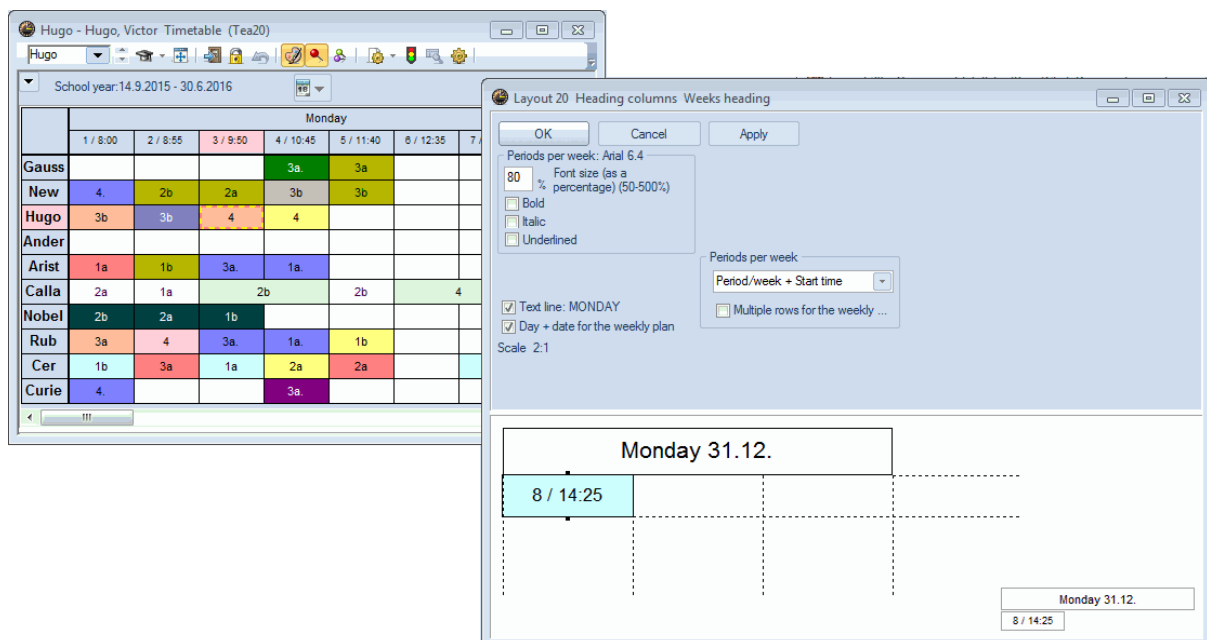 Hugo - Hugo, Victor Timetable (Tea20)
Hugo
School year:14.9.2015 - 30.6.2016
Monday
1 / 8:00 2 / 8:55 3 / 9:50 4 / 10:45 5 / 11:40 6 / 12:35 7 /
Gauss 3a. 3a
New 4. 2b 2a 3b 3b
Hugo 3b 3b 4 4
Ander
Arist 1a 1b 3a. 1a.
Calla 2a 1a 2b 2b 4
Nobel 2b 2a 1b
Rub 3a 4 3a. 1a. 1b
Cer 1b 3a 1a 2a 2a
Curie 4. 3a.
Layout 20 Heading columns Weeks heading
OK Cancel Apply
Periods per week: Arial 6.4
80 % Font size (as a
percentage) (50-500%)
Bold
Italic
Underlined
Periods per week
Period/week + Start time
Multiple rows for the weekly ...
Text line: MONDAY
Day + date for the weekly plan
Scale 2:1
Monday 31.12.
8 / 14:25
Monday 31.12.
8 / 14:25